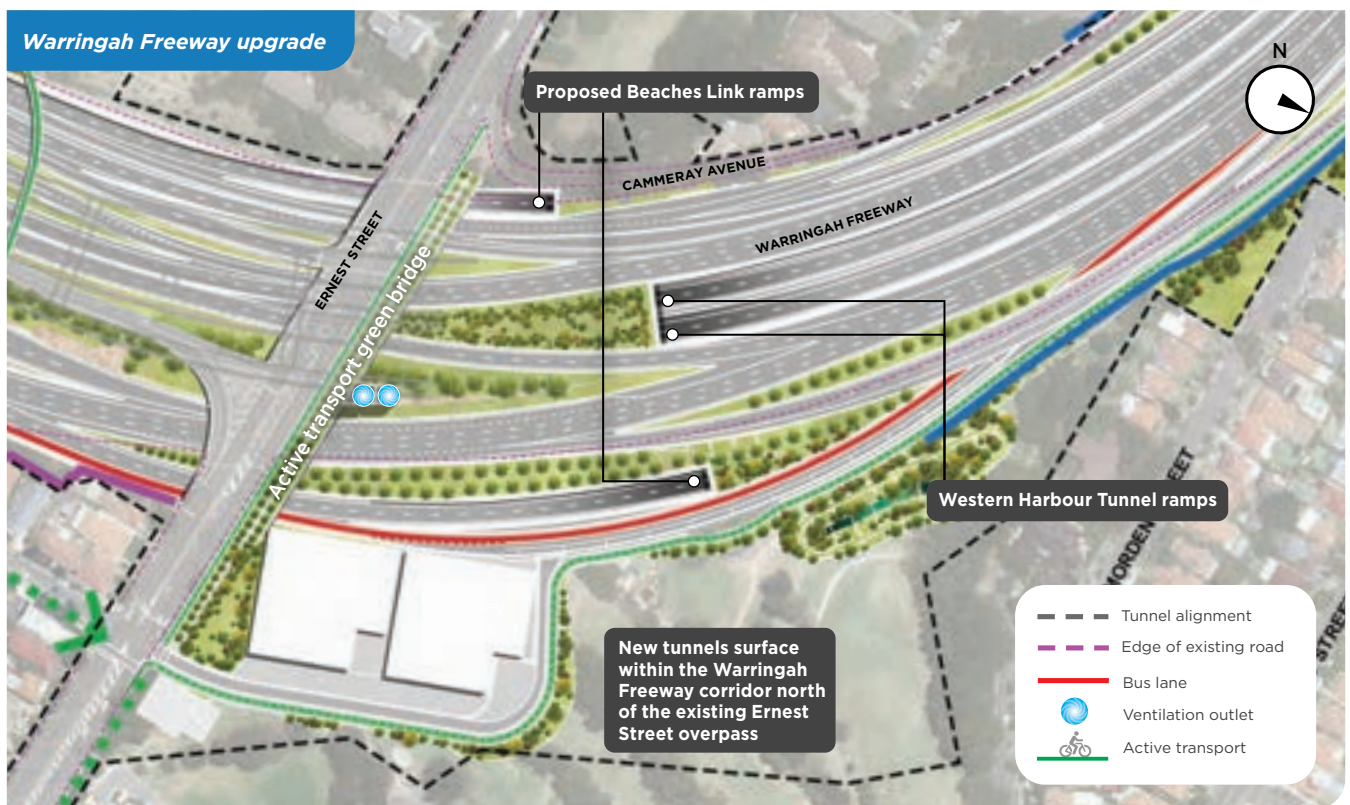 Warringah Freeway upgrade
N
Proposed Beaches Link ramps
CAMMERAY AVENUE
WARRINGAH FREEWAY
ERNEST STREET
Active transport green bridge
Western Harbour Tunnel ramps
New tunnels surface
within the Warringah
Freeway corridor north
of the existing Ernest
Street overpass
Tunnel alignment
Edge of existing road
Bus lane
Ventilation outlet
Active transport